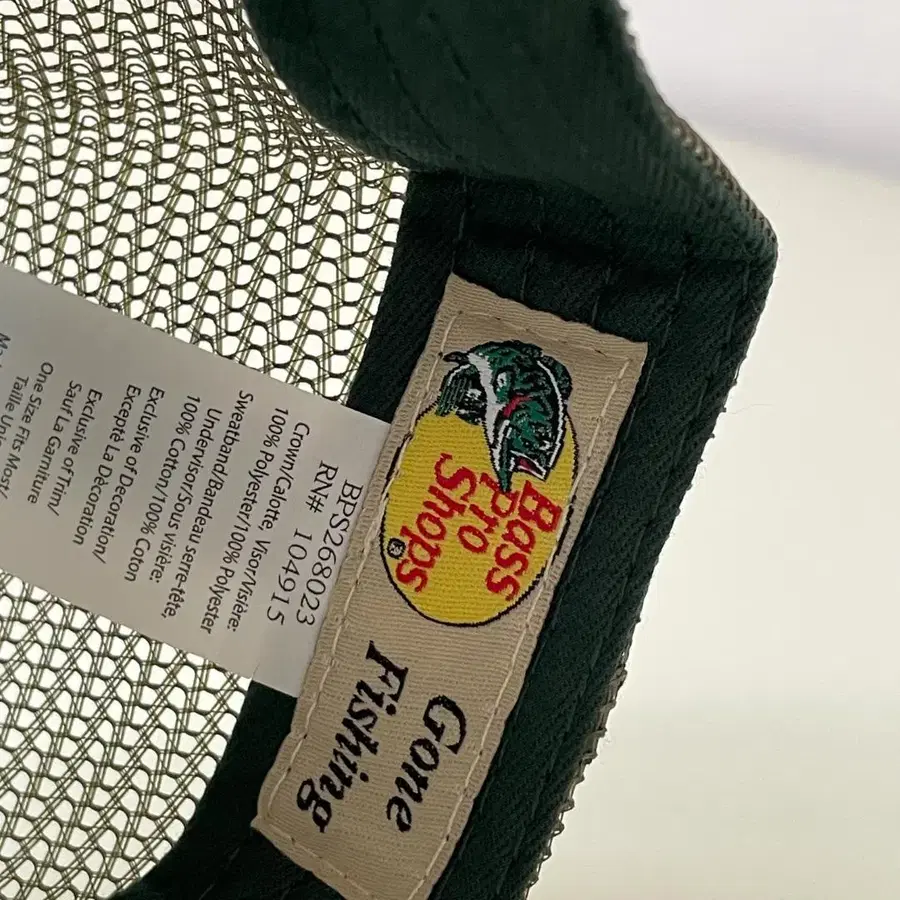 Bass
Pro
Shops
®
Gone
Fishing
BPS268023
RN# 104915
Crown/Calotte, Visor/Visière:
100% Polyester/100% Polyester
Sweatband/Bandeau serre-tête,
Undervisor/Sous visière:
100% Cotton/100% Coton
Exclusive of Decoration/
Excepté La Décoration
Exclusive of Trim/
Sauf La Garniture
One Size Fits Most/
Taille